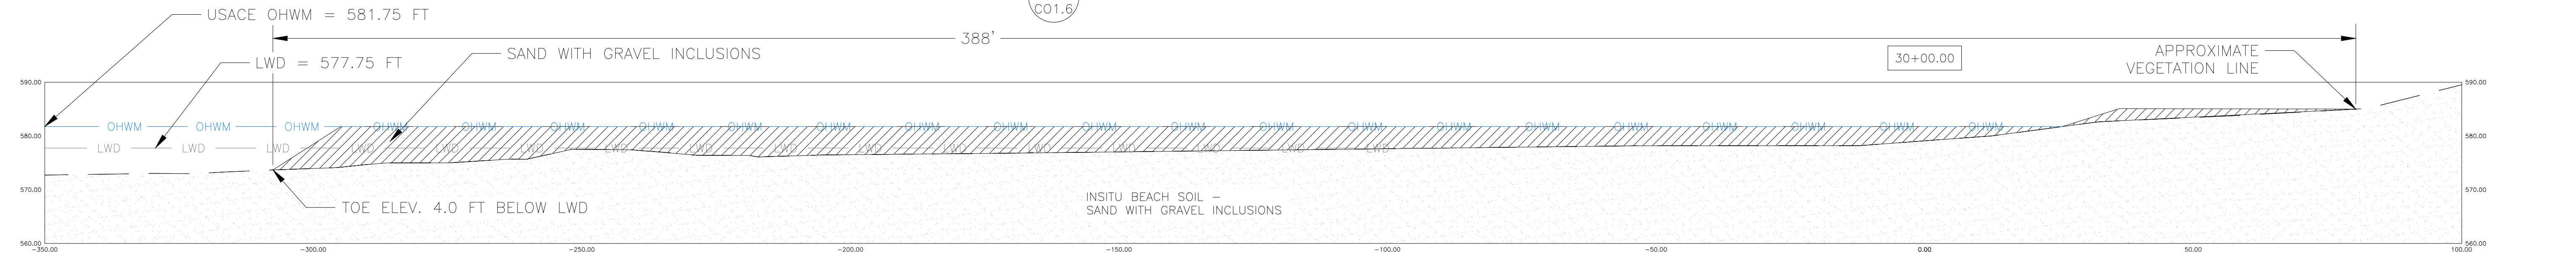 CO1.6
USACE OHWM = 581.75 FT
388'
SAND WITH GRAVEL INCLUSIONS
30+00.00
APPROXIMATE
VEGETATION LINE
LWD = 577.75 FT
590.00 590.00
OHWM OHWM OHWM OHWM OHWM OHWM OHWM OHWM OHWM OHWM OHWM OHWM OHWM OHWM OHWM OHWM OHWM OHWM OHWM OHWM OHWM OHWM
580.00 580.00
LWD LWD LWD LWD LWD LWD LWD LWD LWD LWD LWD LWD LWD LWD LWD LWD
570.00 570.00
INSITU BEACH SOIL –
SAND WITH GRAVEL INCLUSIONS
TOE ELEV. 4.0 FT BELOW LWD
560.00 560.00
-350.00 -300.00 -250.00 -200.00 -150.00 -100.00 -50.00 0.00 50.00 100.00